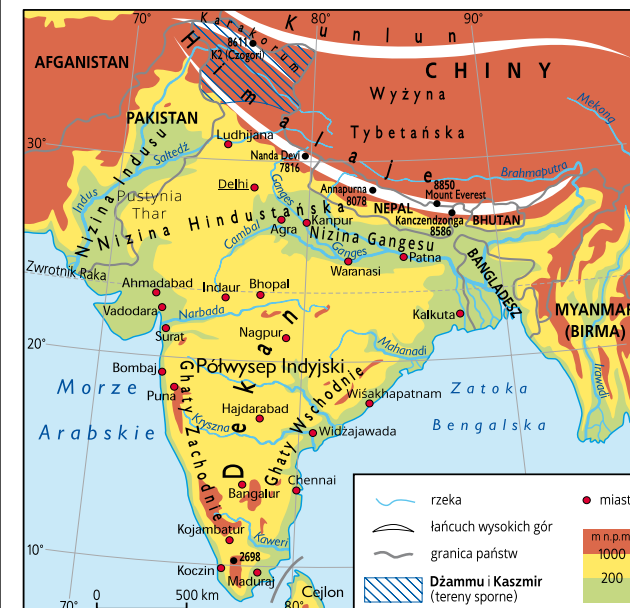 70°
80°
90°
Karakorum
Kunlun
8611
K2 (Czogori)
AFGANISTAN
CHINY
Himalaje
Wyżyna
Tybetańska
Mekong
PAKISTAN
Ludhijana
30°
Saltedż
Nanda Devi
7816
Brahmaputra
Nizina Indusu
Indus
Delhi
Ganges
Annapurna
8078
8850
Mount Everest
Pustynia
Thar
NEPAL
Kanczendzonga
8586
BHUTAN
Nizina Hindustańska
Agra
Kanpur
Nizina Gangesu
Czambal
Ganges
Patna
Waranasi
BANGLADESZ
Zwrotnik Raka
Ahmadabad
Indaur
Bhopal
Vadodara
Narbada
Kalkuta
MYANMAR
(BIRMA)
Surat
Nagpur
20°
Mahanadi
Irawadi
Bombaj
Półwysep Indyjski
Dekan
Puna
Morze
Arabskie
Ghaty Zachodnie
Ghaty Wschodnie
Wiśakhapatnam
Zatoka
Bengalska
Hajdarabad
Kryszna
Widżajawada
Chennai
Bangalur
Kojambatur
Kaweri
10°
2698
Koczin
Maduraj
Cejlon
70°
0
500 km
80°
rzeka
miast
łańcuch wysokich gór
granica państw
Dżammu i Kaszmir
(tereny sporne)
m n.p.m
1000
200